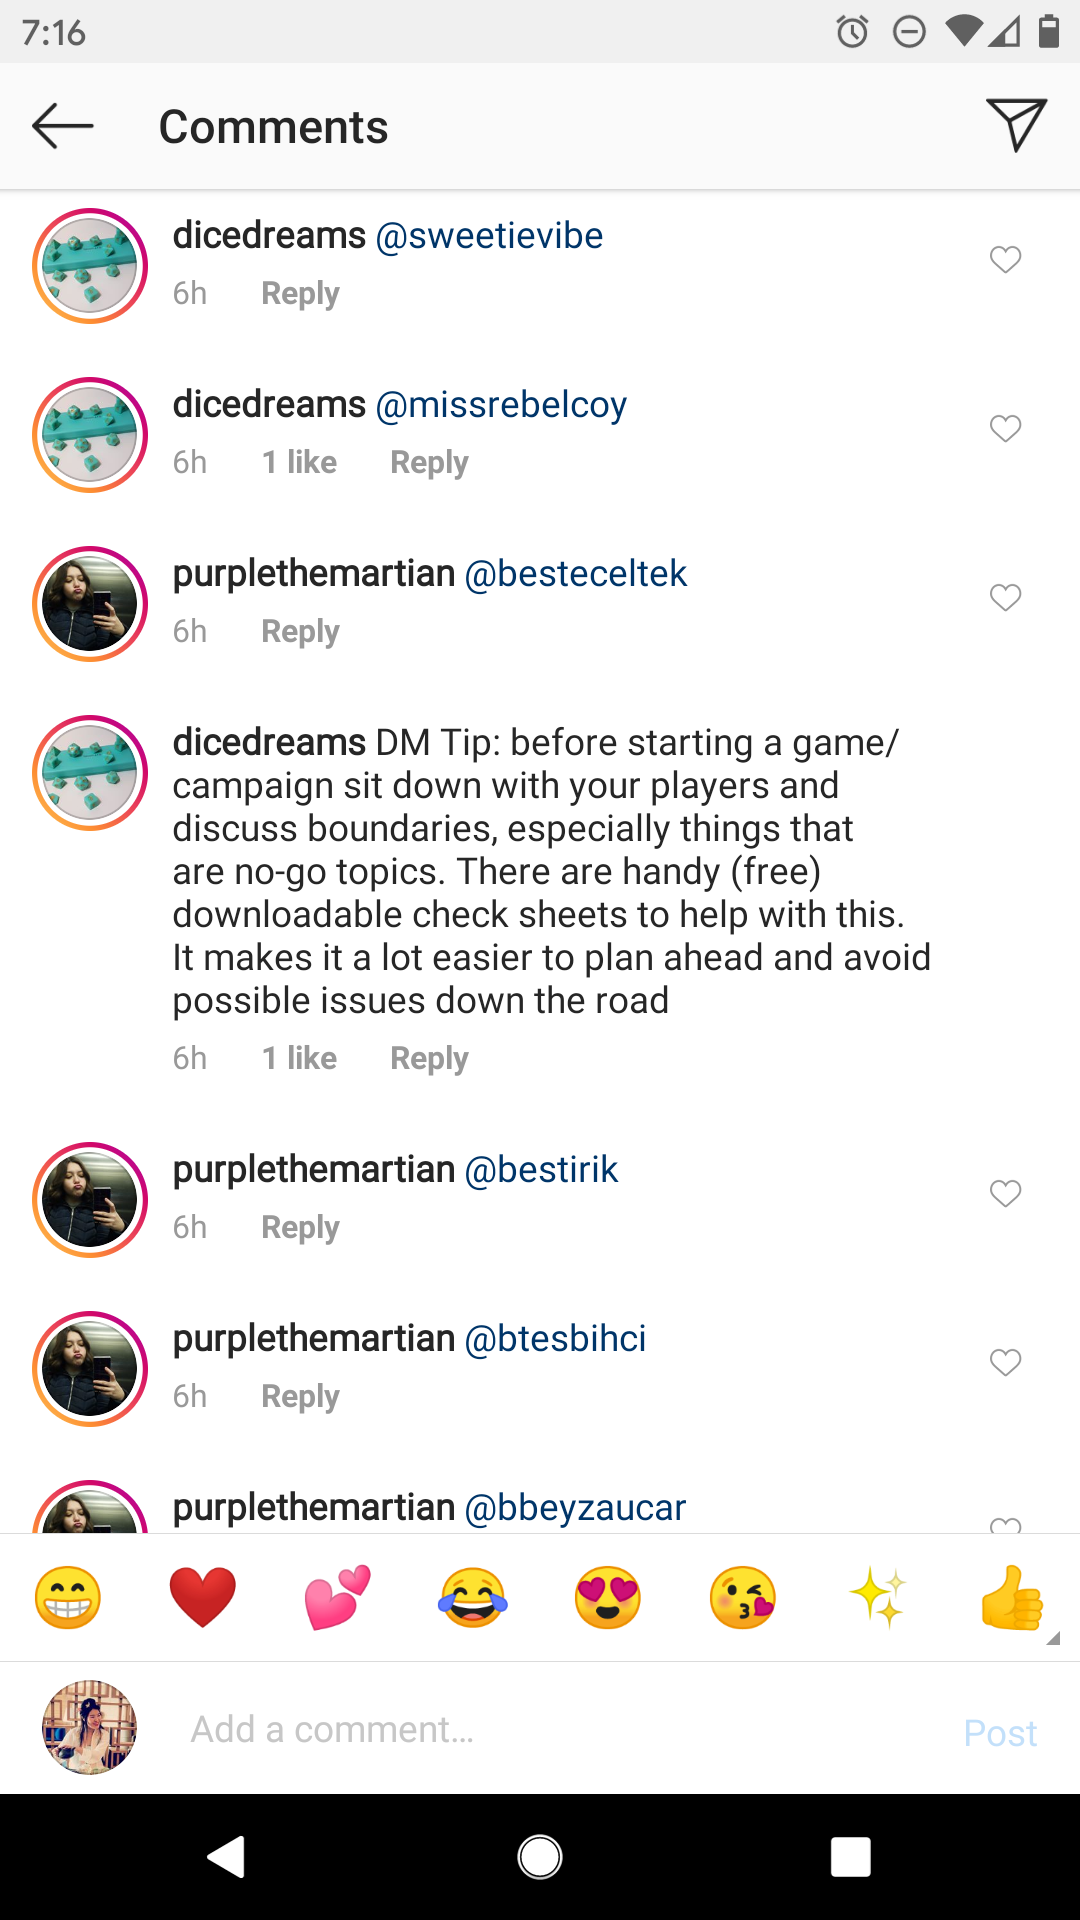 7:16
Comments
dicedreams @sweetievibe
6h Reply
dicedreams @missrebelcoy
6h 1 like Reply
purplethemartian @besteceltek
6h Reply
dicedreams DM Tip: before starting a game/
campaign sit down with your players and
discuss boundaries, especially things that
are no-go topics. There are handy (free)
downloadable check sheets to help with this.
It makes it a lot easier to plan ahead and avoid
possible issues down the road
6h 1 like Reply
purplethemartian @bestirik
6h Reply
purplethemartian @btesbihci
6h Reply
purplethemartian @bbeyzaucar
Add a comment...
Post